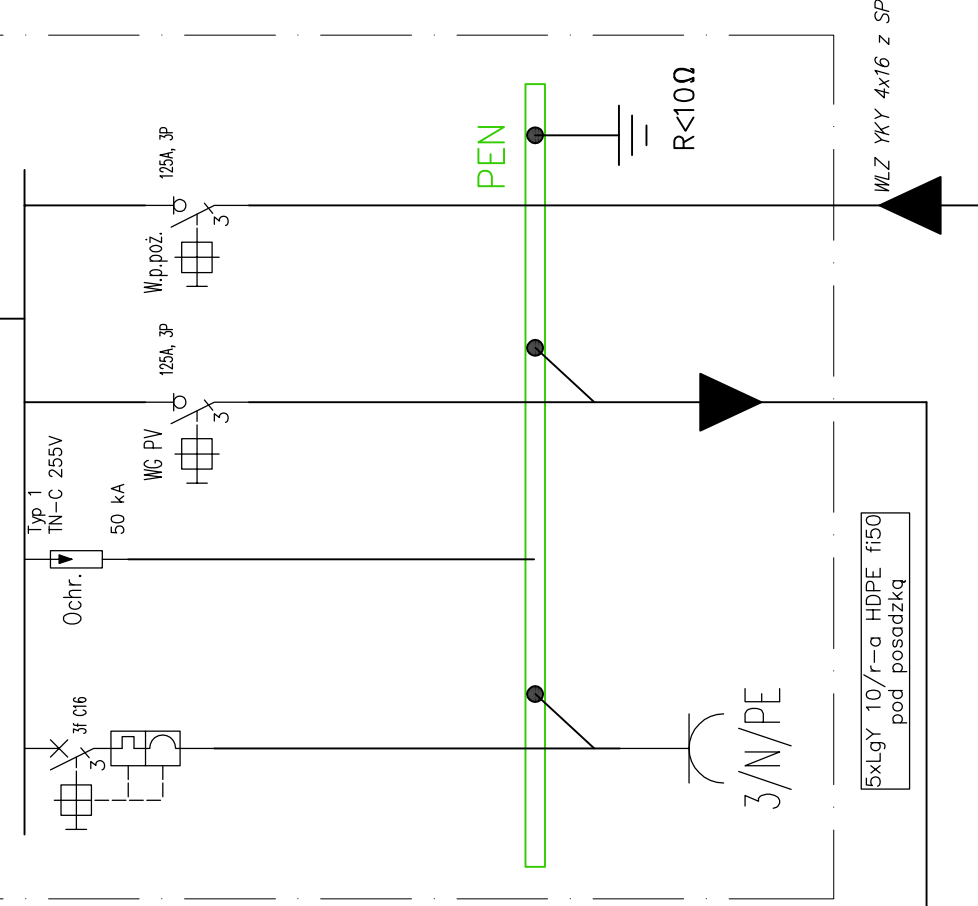 WLZ YKY 4x16 z SP
125A, 3P
3
W.p.poż.
PEN
R<10Ω
125A, 3P
3
WG PV
Typ 1
TN-C 255V
50 kA
Ochr.
3f C16
3
3/N/PE
5xLgY 10/r-a HDPE fi50
pod posadzką